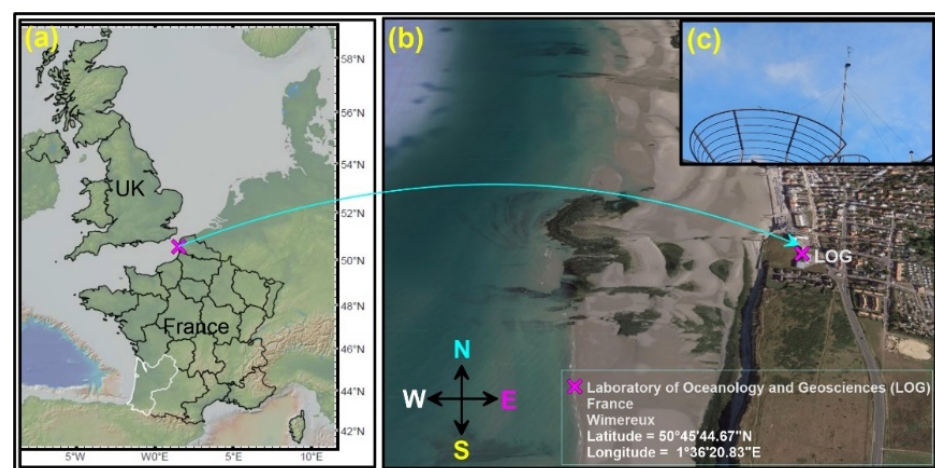 (a)
58°N
56°N
54°N
52°N
50°N
48°N
46°N
44°N
42°N
UK
France
5°W
W0°E
5°E
10°E
(b)
(c)
LOG
N
W
E
S
Laboratory of Oceanology and Geosciences (LOG)
France
Wimereux
Latitude = 50°45'44.67"N
Longitude = 1°36'20.83"E